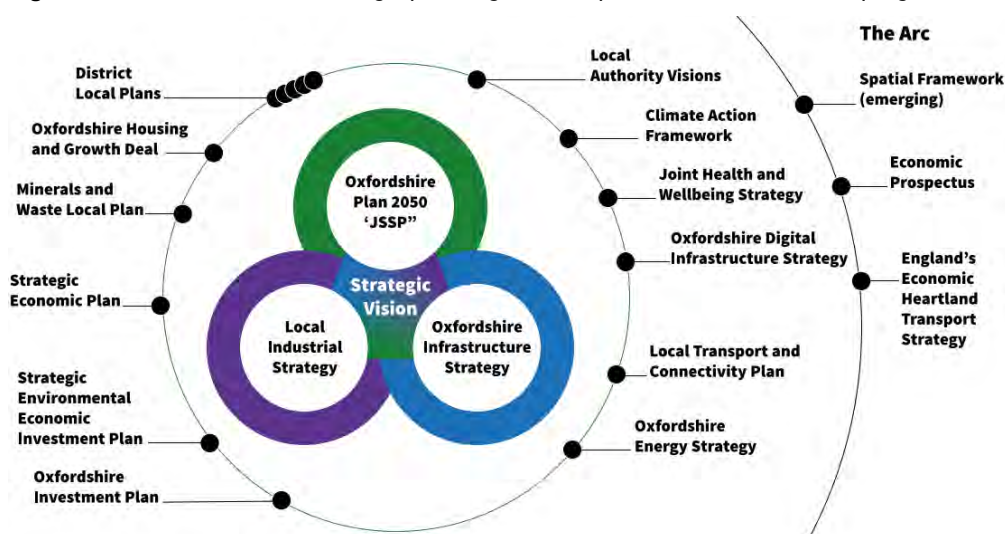 The Arc
District
Local Plans
Oxfordshire Housing
and Growth Deal
Minerals and
Waste Local Plan
Strategic
Economic Plan
Strategic
Environmental
Economic
Investment Plan
Oxfordshire
Investment Plan
Oxfordshire
Plan 2050
‘JSSP”
Strategic
Vision
Local
Industrial
Strategy
Oxfordshire
Infrastructure
Strategy
Local
Authority Visions
Climate Action
Framework
Joint Health and
Wellbeing Strategy
Oxfordshire Digital
Infrastructure Strategy
Local Transport and
Connectivity Plan
Oxfordshire
Energy Strategy
Spatial Framework
(emerging)
Economic
Prospectus
England’s
Economic
Heartland
Transport
Strategy